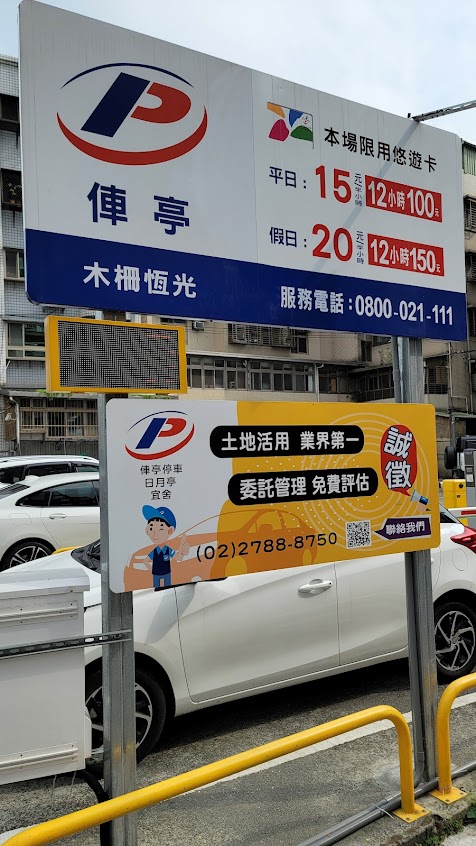 P
俥亭
木柵恆光
本場限用悠遊卡
平日：15元/半小時 12小時100元
假日：20元/半小時 12小時150元
服務電話：0800-021-111
P
俥亭停車
日月亭
宜舍
土地活用 業界第一
委託管理 免費評估
(02)2788-8750
誠徵
聯絡我們